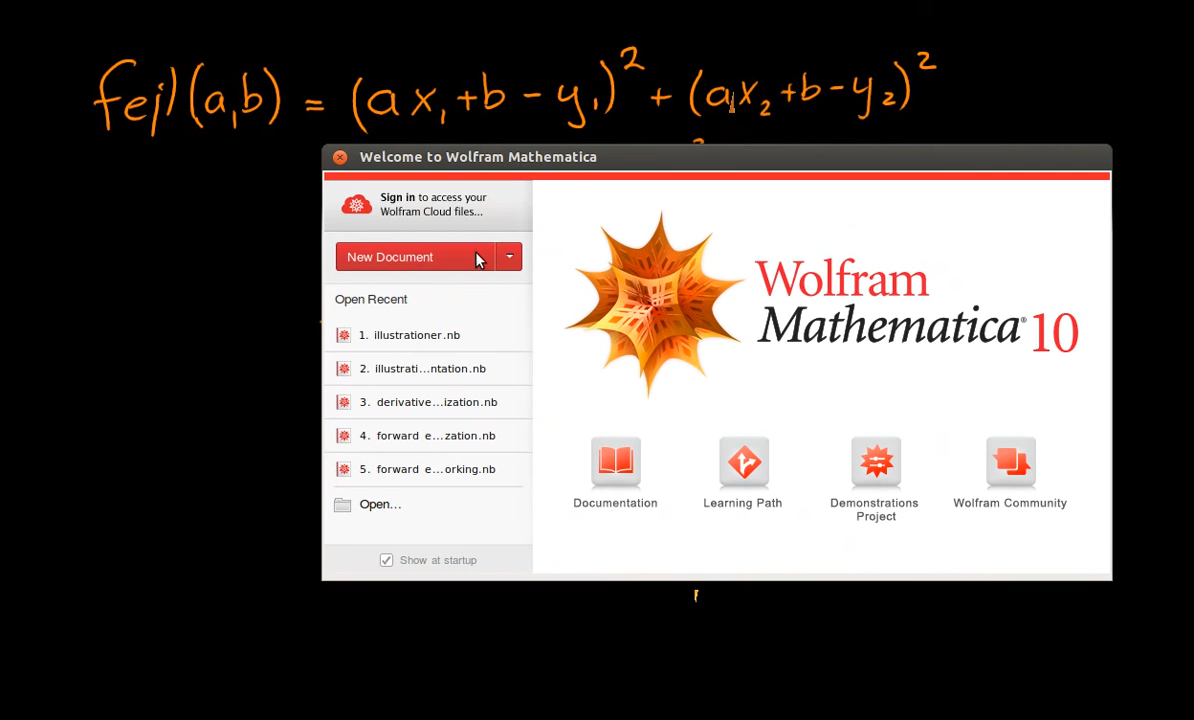 fejl(a,b) = (ax₁+b-y₁)² + (ax₂+b-y₂)²
Welcome to Wolfram Mathematica
Sign in to access your
Wolfram Cloud files...
New Document
Open Recent
1. illustrationer.nb
2. illustrati...ntation.nb
3. derivative...ization.nb
4. forward e...zation.nb
5. forward e...orking.nb
Open...
Show at startup
Wolfram
Mathematica® 10
Documentation
Learning Path
Demonstrations
Project
Wolfram Community